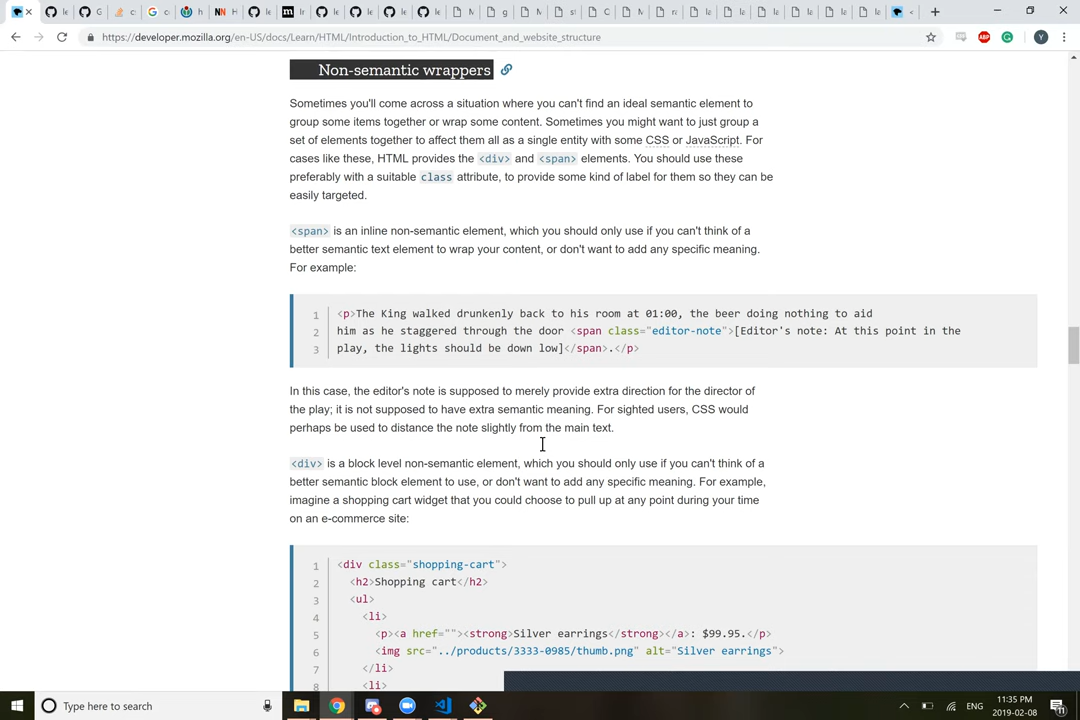 le
G
c
c
h
H
le
In
le
le
le
le
M
g
M
st
C
M
ro
la
la
la
la
la
la
<
https://developer.mozilla.org/en-US/docs/Learn/HTML/Introduction_to_HTML/Document_and_website_structure
ABP
Y
Non-semantic wrappers
Sometimes you'll come across a situation where you can't find an ideal semantic element to
group some items together or wrap some content. Sometimes you might want to just group a
set of elements together to affect them all as a single entity with some CSS or JavaScript. For
cases like these, HTML provides the <div> and <span> elements. You should use these
preferably with a suitable class attribute, to provide some kind of label for them so they can be
easily targeted.
<span> is an inline non-semantic element, which you should only use if you can't think of a
better semantic text element to wrap your content, or don't want to add any specific meaning.
For example:
1 <p>The King walked drunkenly back to his room at 01:00, the beer doing nothing to aid
2 him as he staggered through the door <span class="editor-note">[Editor's note: At this point in the
3 play, the lights should be down low]</span>.</p>
In this case, the editor's note is supposed to merely provide extra direction for the director of
the play; it is not supposed to have extra semantic meaning. For sighted users, CSS would
perhaps be used to distance the note slightly from the main text.
<div> is a block level non-semantic element, which you should only use if you can't think of a
better semantic block element to use, or don't want to add any specific meaning. For example,
imagine a shopping cart widget that you could choose to pull up at any point during your time
on an e-commerce site:
1 <div class="shopping-cart">
2 <h2>Shopping cart</h2>
3 <ul>
4 <li>
5 <p><a href=""><strong>Silver earrings</strong></a>: $99.95.</p>
6 <img src="../products/3333-0985/thumb.png" alt="Silver earrings">
7 </li>
8 <li>
Type here to search
ENG
11:35 PM
2019-02-08